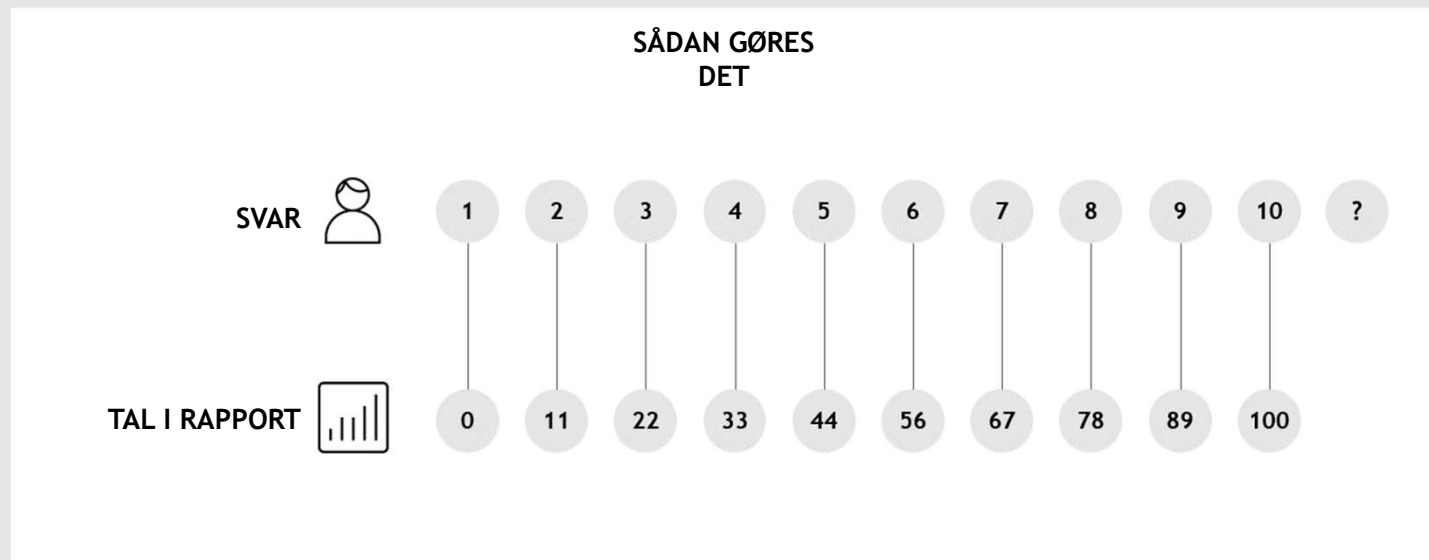 SÅDAN GØRES
DET
SVAR
1 2 3 4 5 6 7 8 9 10 ?
TAL I RAPPORT
0 11 22 33 44 56 67 78 89 100